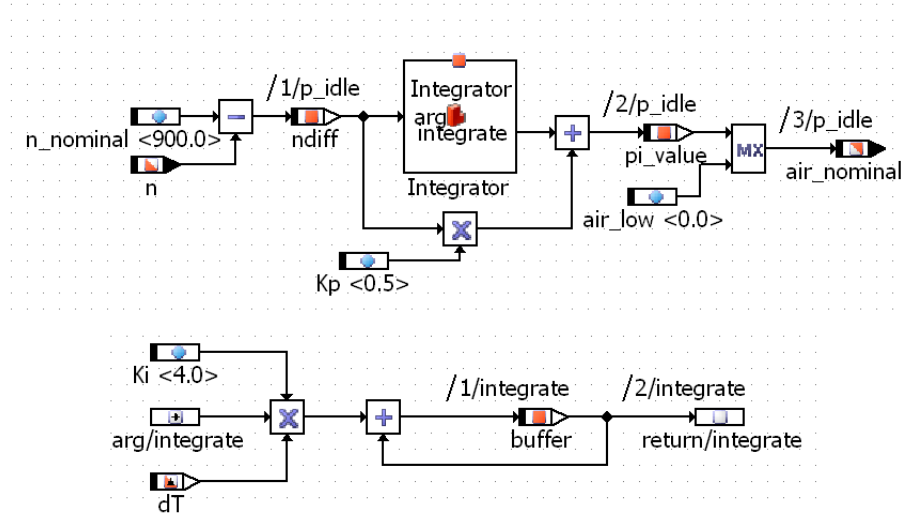 /1/p_idle
Integrator
arg
integrate
/2/p_idle
/3/p_idle
n_nominal <900.0>
ndiff
n
pi_value
MX
air_nominal
Integrator
air_low <0.0>
Kp <0.5>
Ki <4.0>
/1/integrate
/2/integrate
arg/integrate
buffer
return/integrate
dT